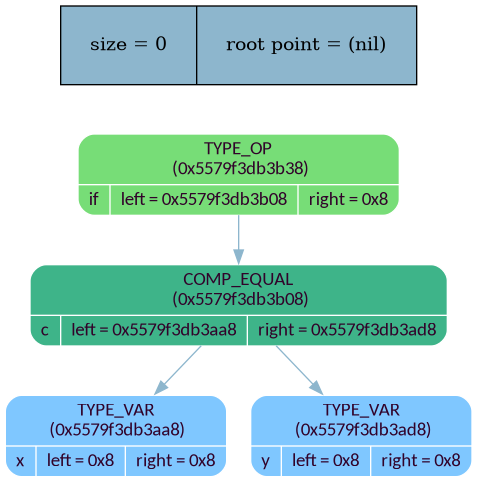 size = 0 root point = (nil)
TYPE_OP
(0x5579f3db3b38)
if left = 0x5579f3db3b08 right = 0x8
COMP_EQUAL
(0x5579f3db3b08)
c left = 0x5579f3db3aa8 right = 0x5579f3db3ad8
TYPE_VAR TYPE_VAR
(0x5579f3db3aa8) (0x5579f3db3ad8)
x left = 0x8 right = 0x8 y left = 0x8 right = 0x8